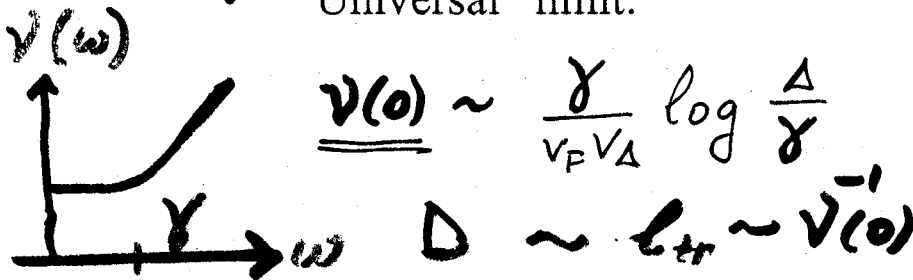 Universal limit.
ν(ω)
ν(0) ~ γ / v_F v_Δ log Δ / γ
γ
ω
D ~ l_tr ~ ν⁻¹(0)